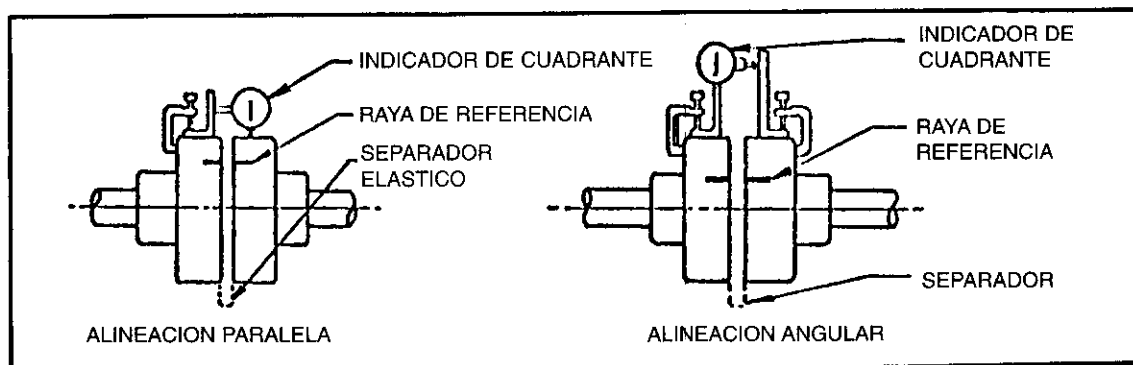 INDICADOR DE CUADRANTE
RAYA DE REFERENCIA
SEPARADOR
ELASTICO
ALINEACION PARALELA
INDICADOR DE
CUADRANTE
RAYA DE
REFERENCIA
SEPARADOR
ALINEACION ANGULAR